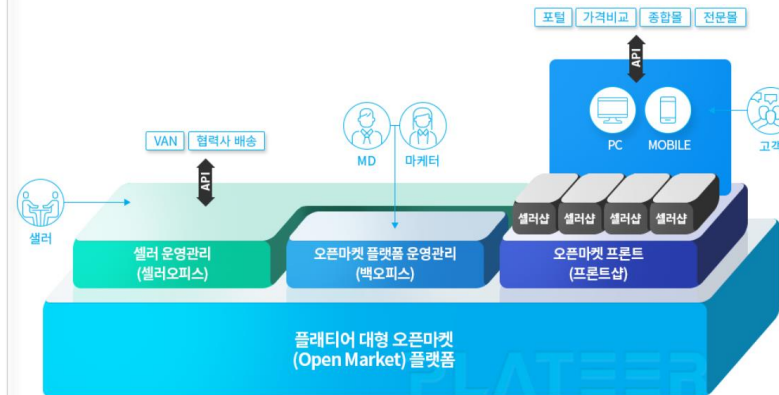 포털 가격비교 종합몰 전문몰
API
PC MOBILE
고객
VAN 협력사 배송
API
MD 마케터
샐러
셀러샵 셀러샵 셀러샵 셀러샵
셀러 운영관리
(셀러오피스)
오픈마켓 플랫폼 운영관리
(백오피스)
오픈마켓 프론트
(프론트샵)
플래티어 대형 오픈마켓
(Open Market) 플랫폼
PLATEER